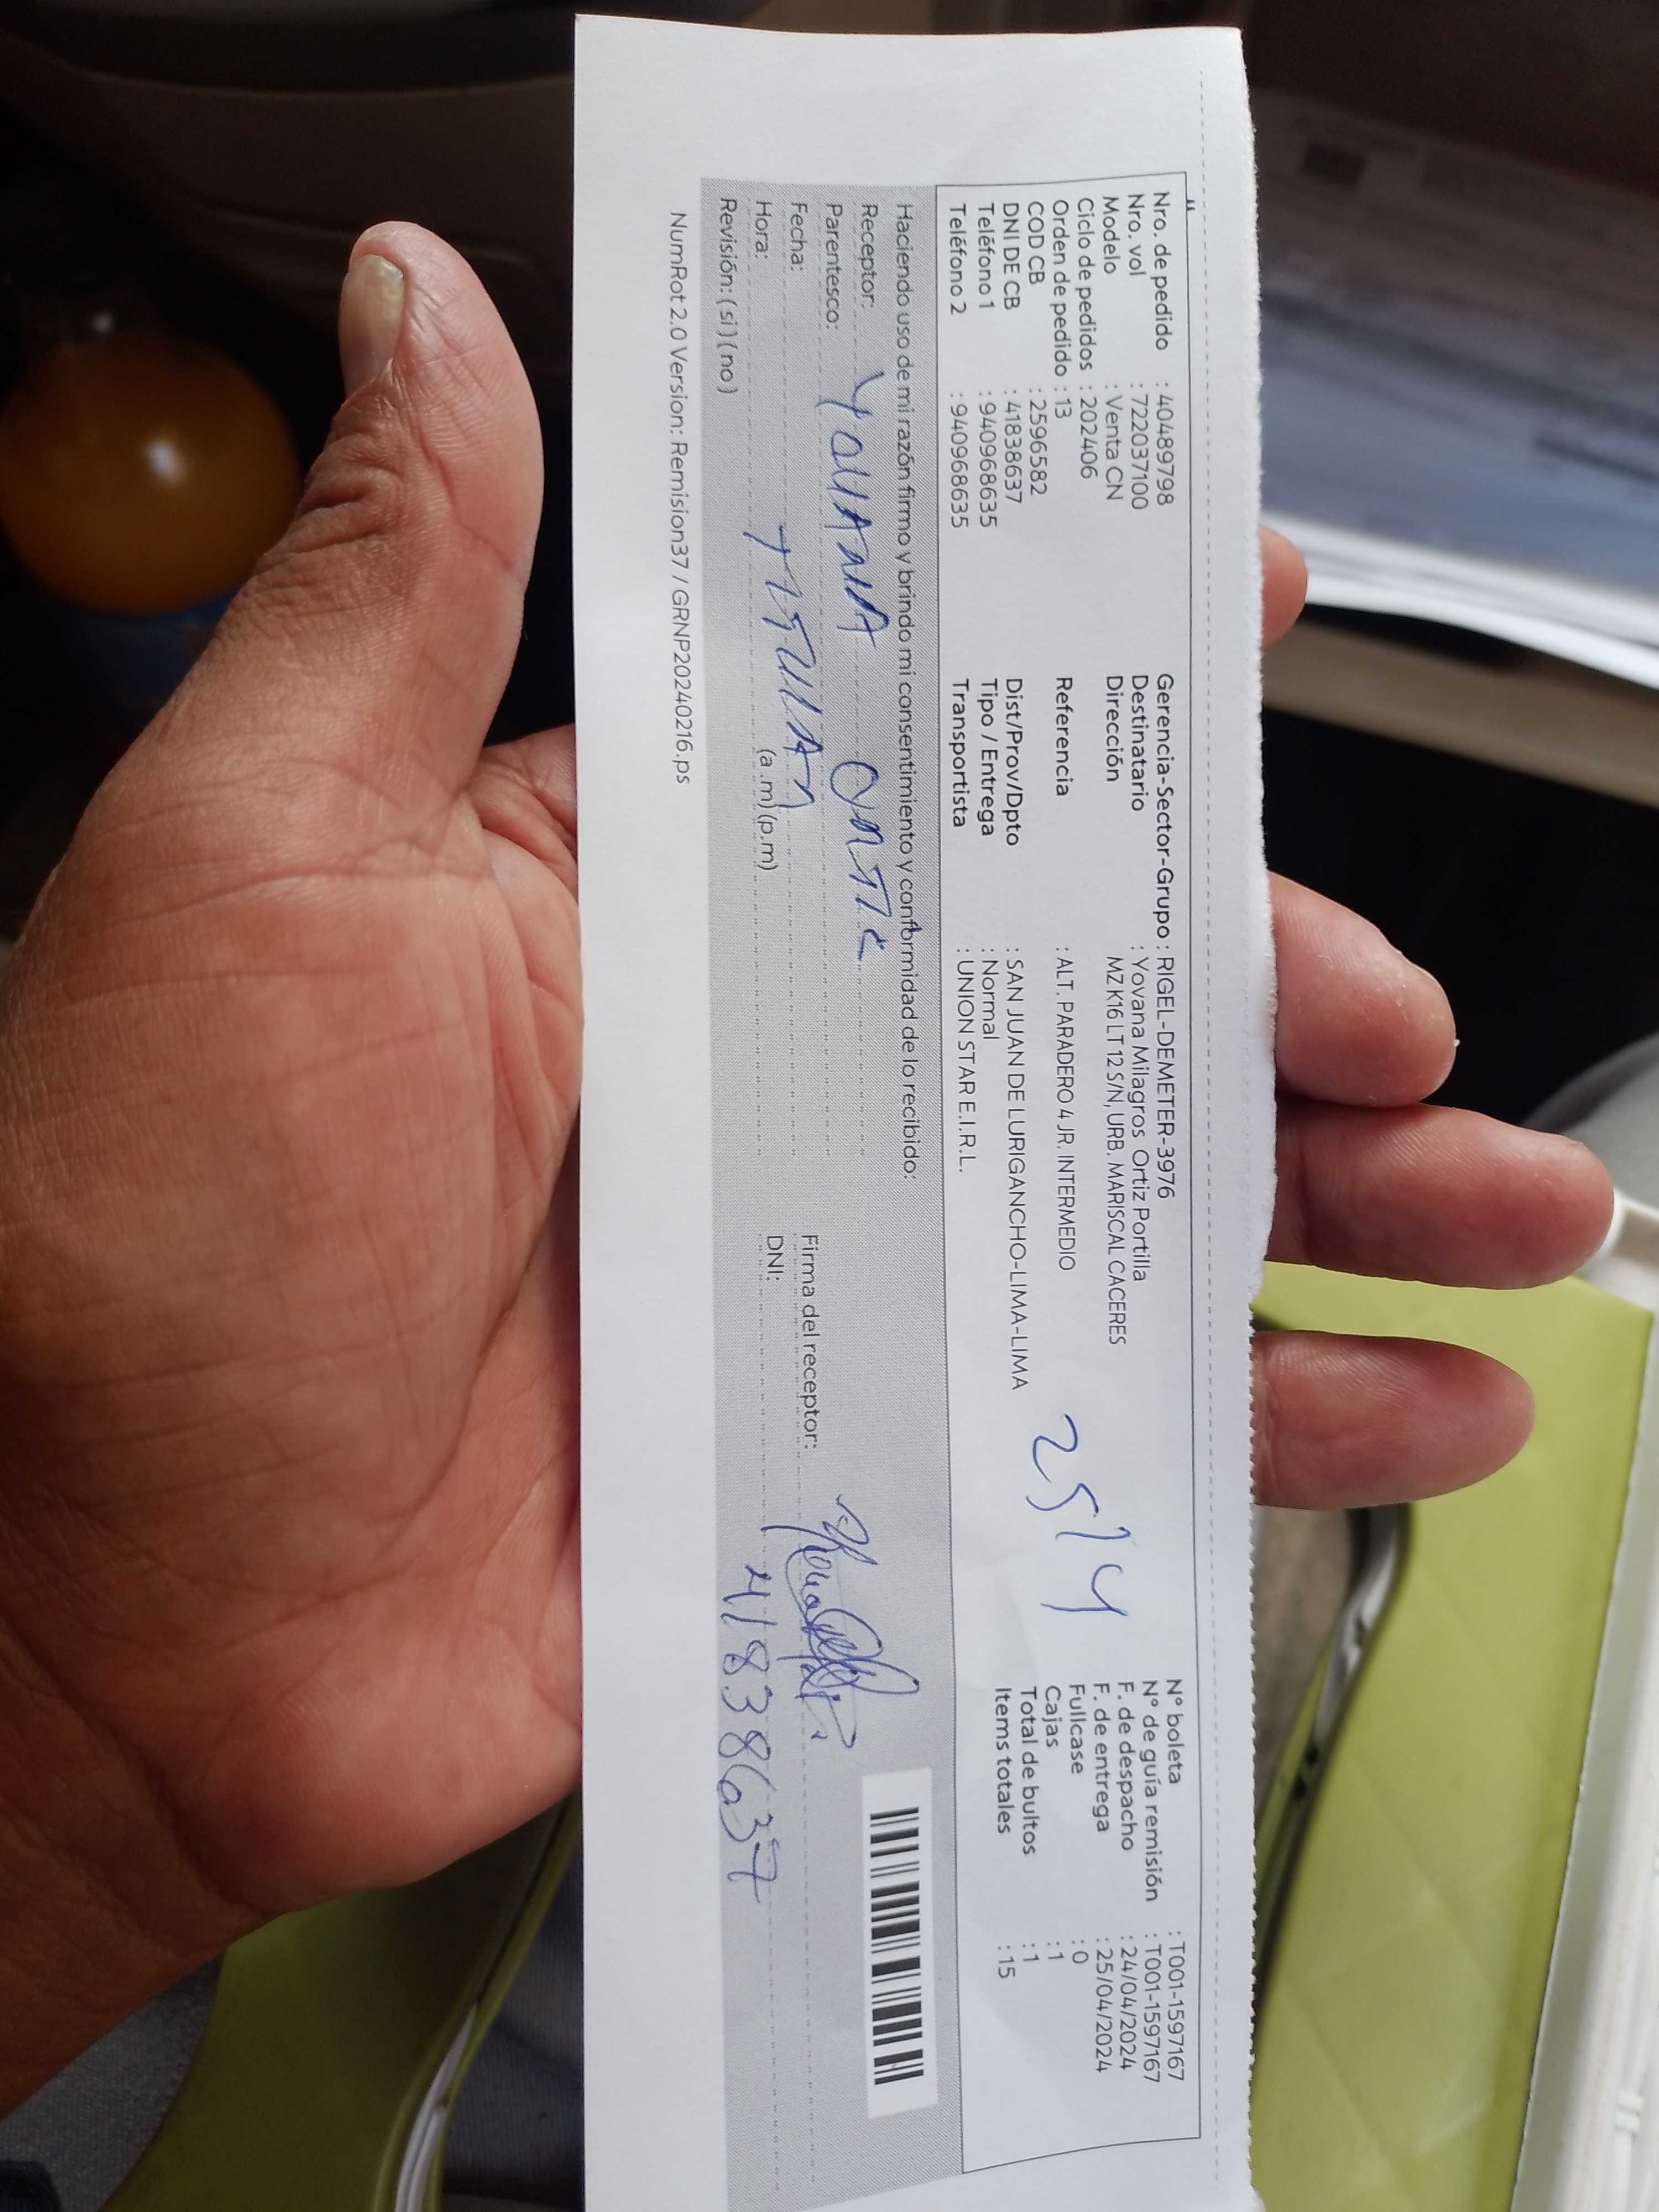 Nro. de pedido : 40489798
Nro. vol : 722037100
Modelo : Venta CN
Ciclo de pedidos : 202406
Orden de pedido : 13
COD CB : 2596582
DNI DE CB : 41838637
Teléfono 1 : 940968635
Teléfono 2 : 940968635
Gerencia-Sector-Grupo : RIGEL-DEMETER-3976
Destinatario : Yovana Milagros Ortiz Portilla
Dirección MZ K16 LT 12 S/N, URB. MARISCAL CACERES
Referencia : ALT. PARADERO 4 JR. INTERMEDIO
Dist/Prov/Dpto : SAN JUAN DE LURIGANCHO-LIMA-LIMA
Tipo / Entrega : Normal
Transportista : UNION STAR E.I.R.L.
2514
N° boleta : T001-1597167
N° de guía remisión : T001-1597167
F. de despacho : 24/04/2024
F. de entrega : 25/04/2024
Fullcase : 0
Cajas : 1
Total de bultos : 1
Items totales : 15
Haciendo uso de mi razón firmo y brindo mi consentimiento y conformidad de lo recibido:
Receptor:
Parentesco:
Fecha: TITULAR
Hora: (a.m) (p.m)
Revisión: ( si ) ( no )
Firma del receptor:
DNI: 41838637
NumRot 2.0 Version: Remision37 / GRNP20240216.ps